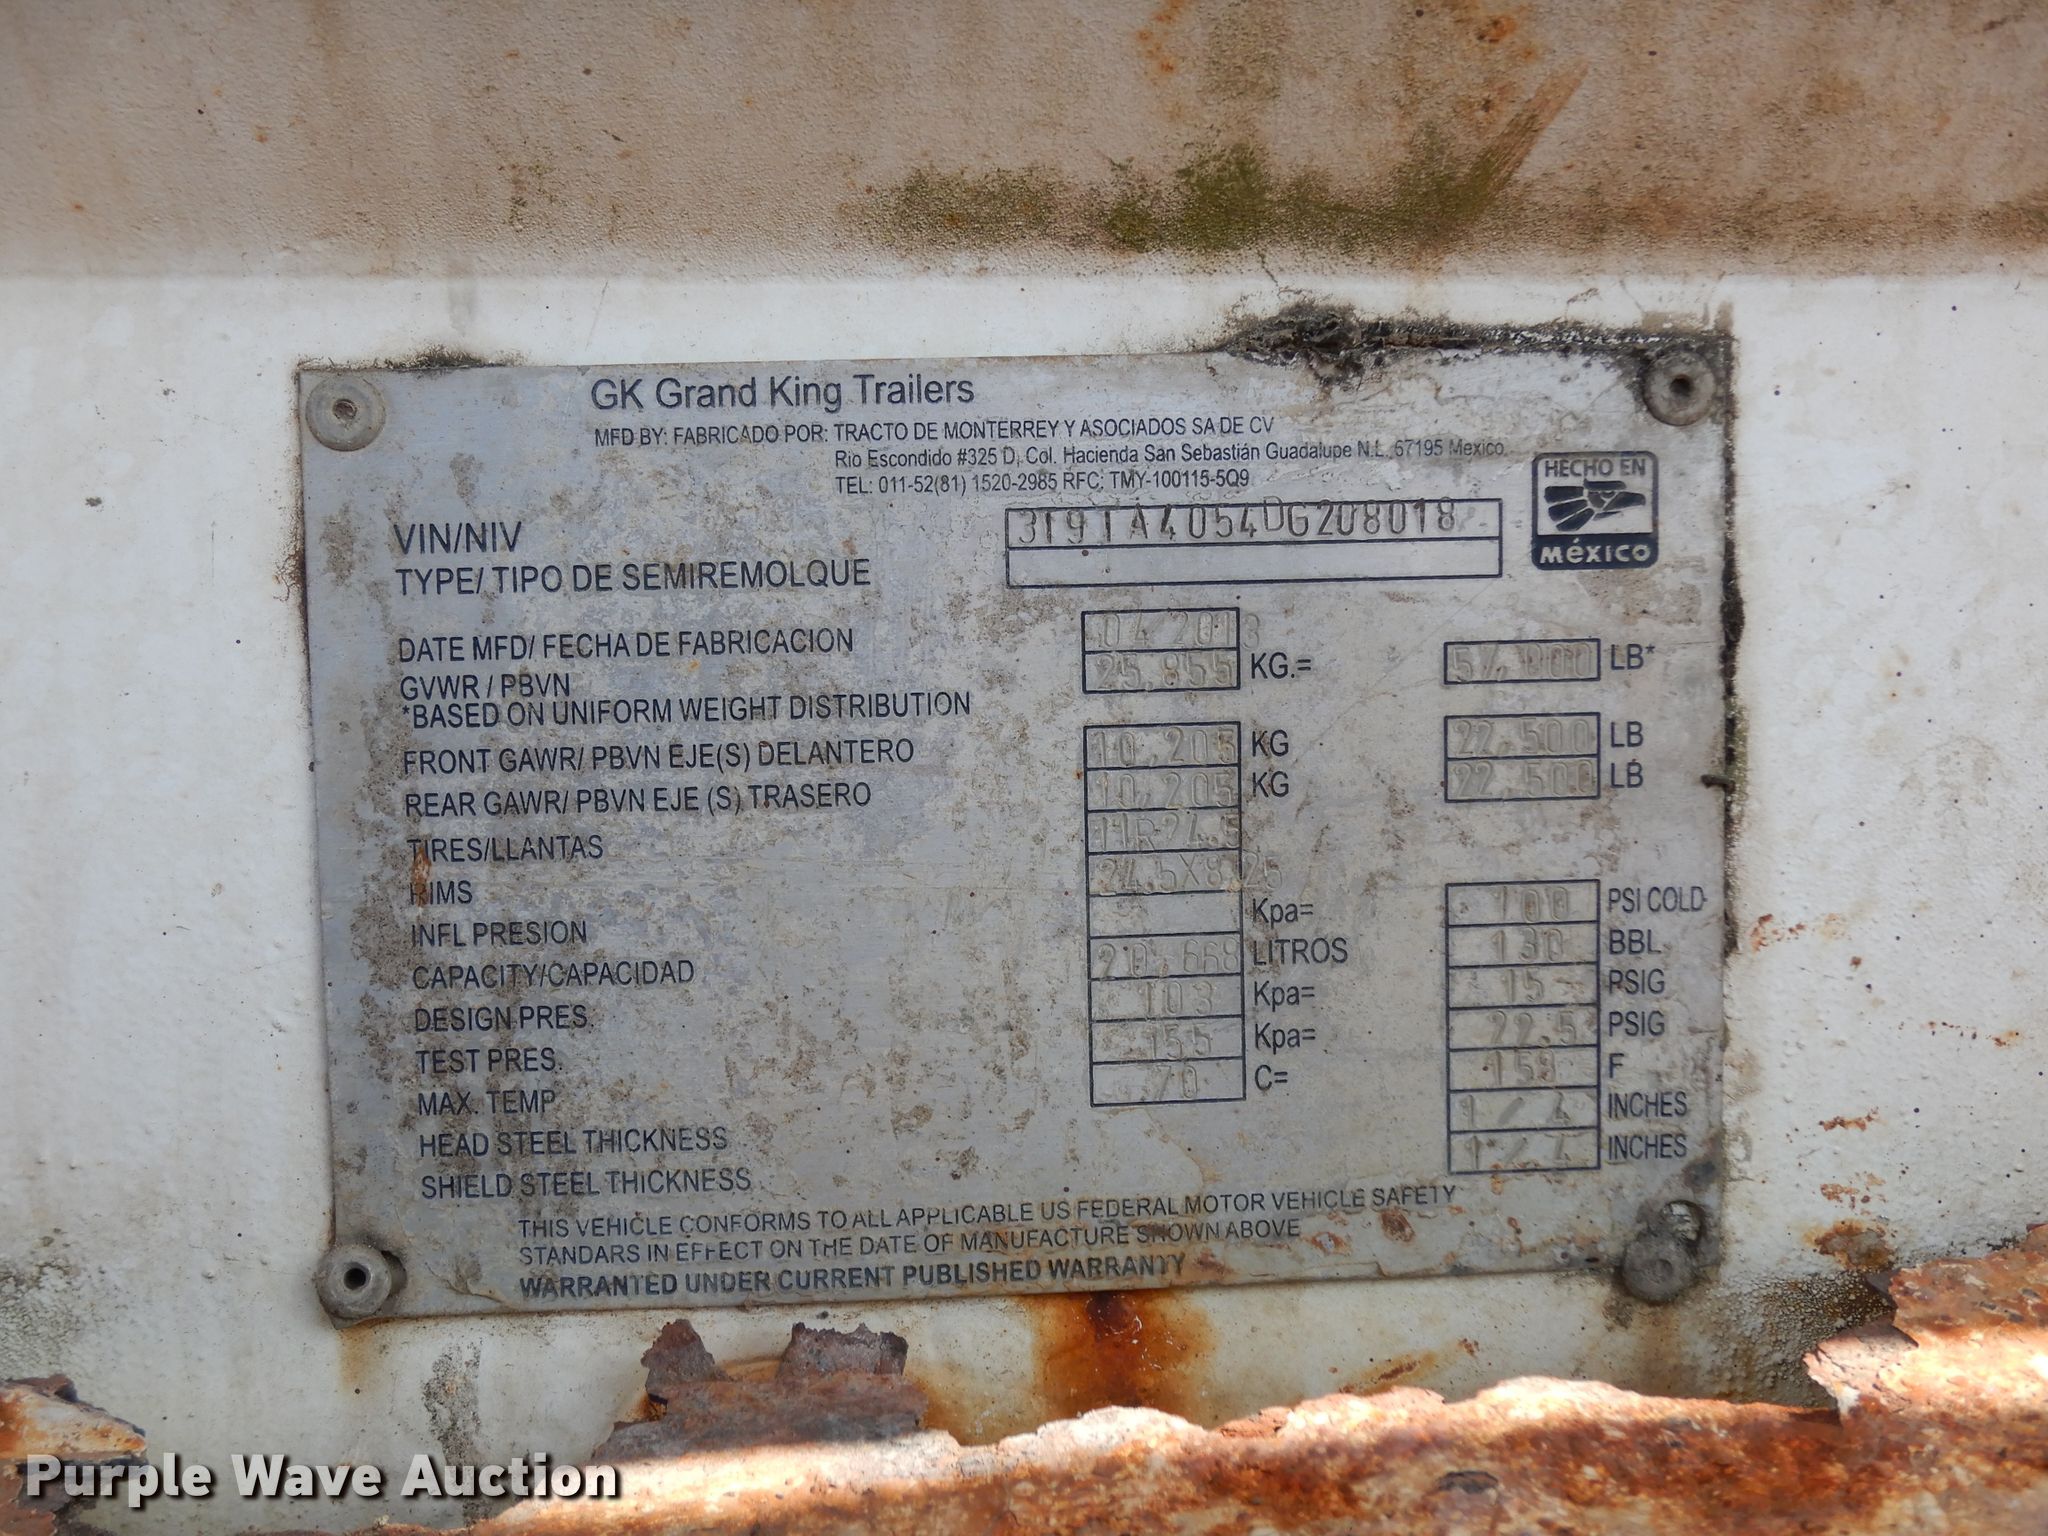 GK Grand King Trailers
MFD BY: FABRICADO POR: TRACTO DE MONTERREY Y ASOCIADOS SA DE CV
Rio Escondido #325 D, Col. Hacienda San Sebastián Guadalupe N.L. 67195 Mexico.
TEL: 011-52(81) 1520-2985 RFC: TMY-100115-5Q9
HECHO EN
MéXICO
VIN/NIV 3T9TA4054DG208018
TYPE/ TIPO DE SEMIREMOLQUE
DATE MFD/ FECHA DE FABRICACION 04/2013
GVWR / PBVN 25,855 KG.= 57,000 LB*
*BASED ON UNIFORM WEIGHT DISTRIBUTION
FRONT GAWR/ PBVN EJE(S) DELANTERO 10,205 KG 22,500 LB
REAR GAWR/ PBVN EJE (S) TRASERO 10,205 KG 22,500 LB
TIRES/LLANTAS 11R24.5
RIMS 24.5X8.25
INFL PRESION Kpa= 100 PSI COLD
CAPACITY/CAPACIDAD 20,668 LITROS 130 BBL
DESIGN PRES. 103 Kpa= 15 PSIG
TEST PRES. 155 Kpa= 22.5 PSIG
MAX. TEMP 70 C= 159 F
HEAD STEEL THICKNESS 1/4 INCHES
SHIELD STEEL THICKNESS 1/4 INCHES
THIS VEHICLE CONFORMS TO ALL APPLICABLE US FEDERAL MOTOR VEHICLE SAFETY
STANDARS IN EFFECT ON THE DATE OF MANUFACTURE SHOWN ABOVE
WARRANTED UNDER CURRENT PUBLISHED WARRANTY
Purple Wave Auction